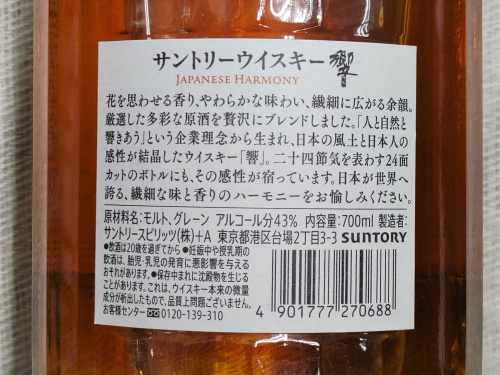 サントリーウイスキー 響
JAPANESE HARMONY
花を思わせる香り、やわらかな味わい、繊細に広がる余韻。
厳選した多彩な原酒を贅沢にブレンドしました。「人と自然と
響きあう」という企業理念から生まれ、日本の風土と日本人の
感性が結晶したウイスキー「響」。二十四節気を表わす24面
カットのボトルにも、その感性が宿っています。日本が世界へ
誇る、繊細な味と香りのハーモニーをお愉しみください。
原材料名:モルト、グレーン アルコール分43% 内容量:700ml 製造者:
サントリースピリッツ(株)+A 東京都港区台場2丁目3-3 SUNTORY
●飲酒は20歳を過ぎてから ●妊娠中や授乳期の
飲酒は、胎児・乳児の発育に悪影響を与える
おそれがあります。●保存中まれに沈殿物を生じる
ことがあります。これは、ウイスキー本来の微量
成分が析出したもので、品質上問題ございません。
お客様センター 0120-139-310
4 901777 270688